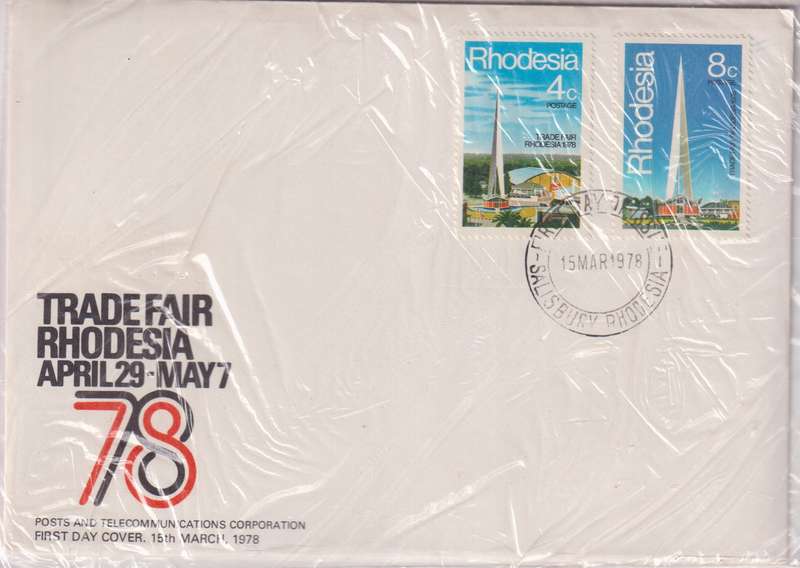 Rhodesia
4c
POSTAGE
TRADE FAIR
RHODESIA 1978
Rhodesia
8c
15 MAR 1978
SALISBURY RHODESIA
TRADE FAIR
RHODESIA
APRIL 29-MAY 7
78
POSTS AND TELECOMMUNICATIONS CORPORATION
FIRST DAY COVER. 15th MARCH, 1978